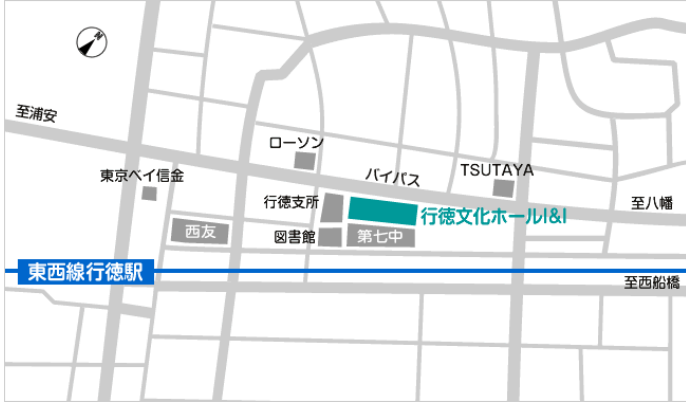 N
至浦安
ローソン
バイパス
TSUTAYA
東京ベイ信金
行徳支所
至八幡
行徳文化ホールI&I
西友
図書館
第七中
東西線行徳駅
至西船橋